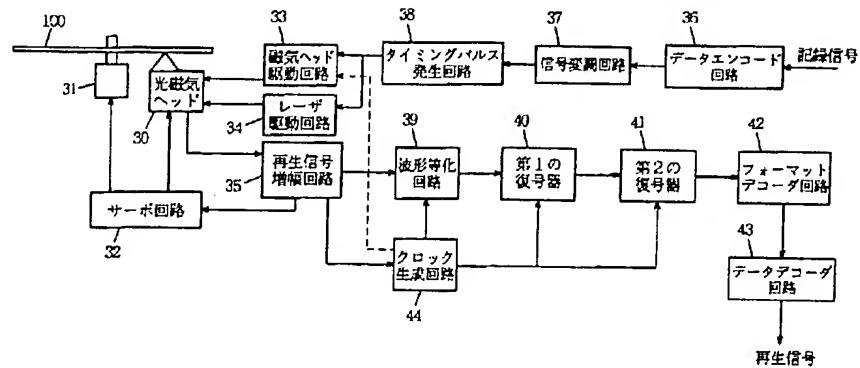 100
31
光磁気
ヘッド
30
33
磁気ヘッド
駆動回路
レーザ
駆動回路
34
38
タイミングパルス
発生回路
37
信号変調回路
36
データエンコード
回路
記録信号
再生信号
増幅回路
35
サーボ回路
32
39
波形等化
回路
40
第1の
復号器
41
第2の
復号器
42
フォーマット
デコーダ回路
クロック
生成回路
44
43
データデコーダ
回路
再生信号